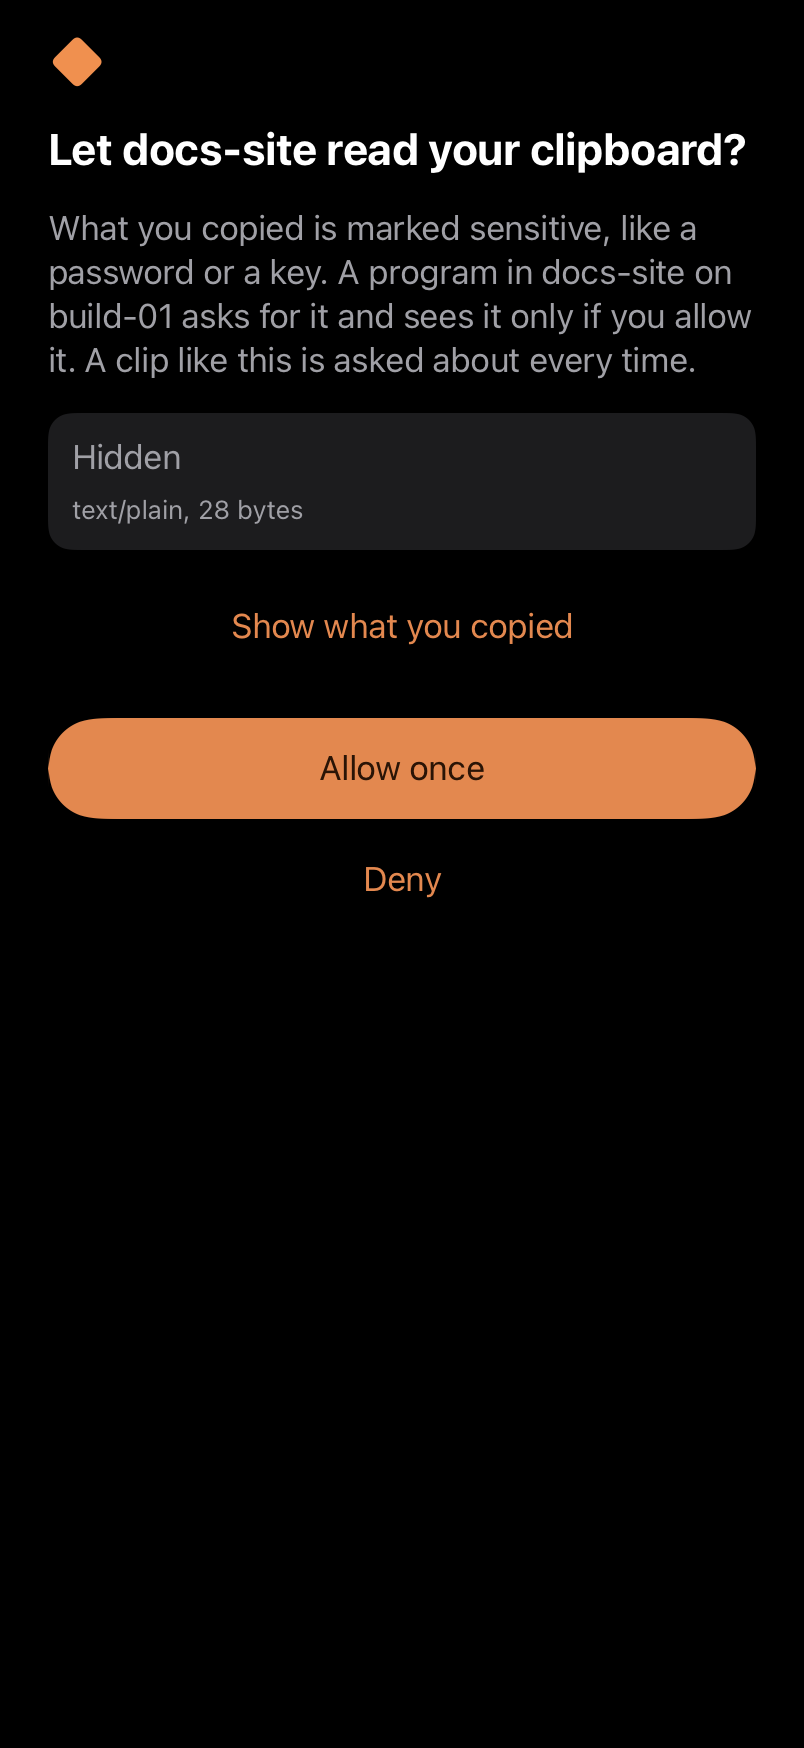 Let docs-site read your clipboard?
What you copied is marked sensitive, like a
password or a key. A program in docs-site on
build-01 asks for it and sees it only if you allow
it. A clip like this is asked about every time.
Hidden
text/plain, 28 bytes
Show what you copied
Allow once
Deny